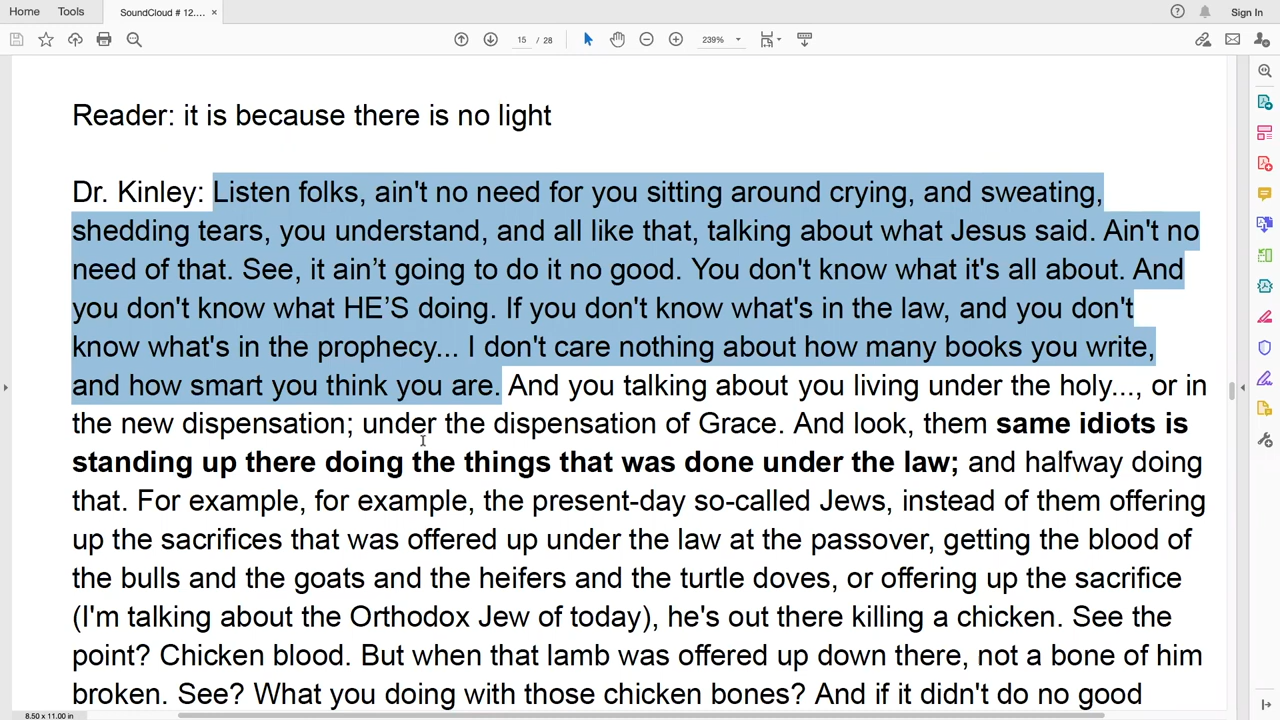 Home
Tools
SoundCloud # 12.... ×
Sign In
15 / 28
239%
Reader: it is because there is no light
Dr. Kinley: Listen folks, ain't no need for you sitting around crying, and sweating,
shedding tears, you understand, and all like that, talking about what Jesus said. Ain't no
need of that. See, it ain’t going to do it no good. You don't know what it's all about. And
you don't know what HE’S doing. If you don't know what's in the law, and you don't
know what's in the prophecy... I don't care nothing about how many books you write,
and how smart you think you are. And you talking about you living under the holy..., or in
the new dispensation; under the dispensation of Grace. And look, them same idiots is
standing up there doing the things that was done under the law; and halfway doing
that. For example, for example, the present-day so-called Jews, instead of them offering
up the sacrifices that was offered up under the law at the passover, getting the blood of
the bulls and the goats and the heifers and the turtle doves, or offering up the sacrifice
(I'm talking about the Orthodox Jew of today), he's out there killing a chicken. See the
point? Chicken blood. But when that lamb was offered up down there, not a bone of him
broken. See? What you doing with those chicken bones? And if it didn't do no good
8.50 x 11.00 in